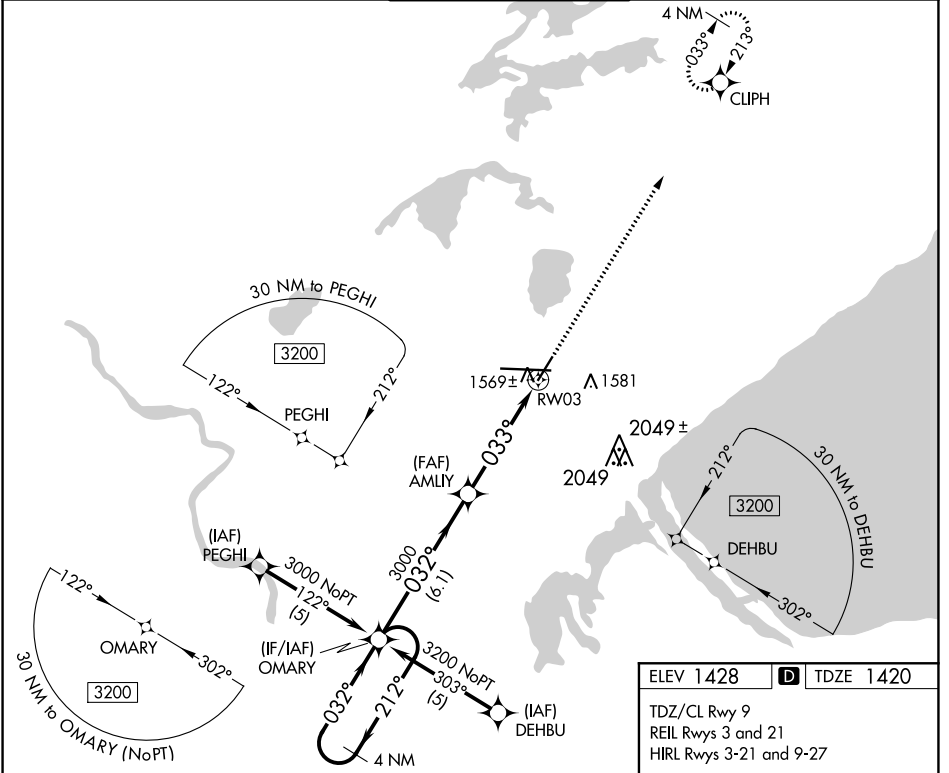 4 NM
033°
213°
CLIPH
30 NM to PEGHI
3200
122°
212°
PEGHI
1569±
RW03
1581
2049±
2049
033°
(FAF)
AMLIY
212°
30 NM to DEHBU
3200
DEHBU
302°
(IAF)
PEGHI
3000 NoPT
122°
(5)
3000
032°
(6.1)
122°
OMARY
302°
3200
30 NM to OMARY (NoPT)
(IF/IAF)
OMARY
3200 NoPT
303°
(5)
(IAF)
DEHBU
032°
212°
4 NM
ELEV 1428 D TDZE 1420
TDZ/CL Rwy 9
REIL Rwys 3 and 21
HIRL Rwys 3-21 and 9-27